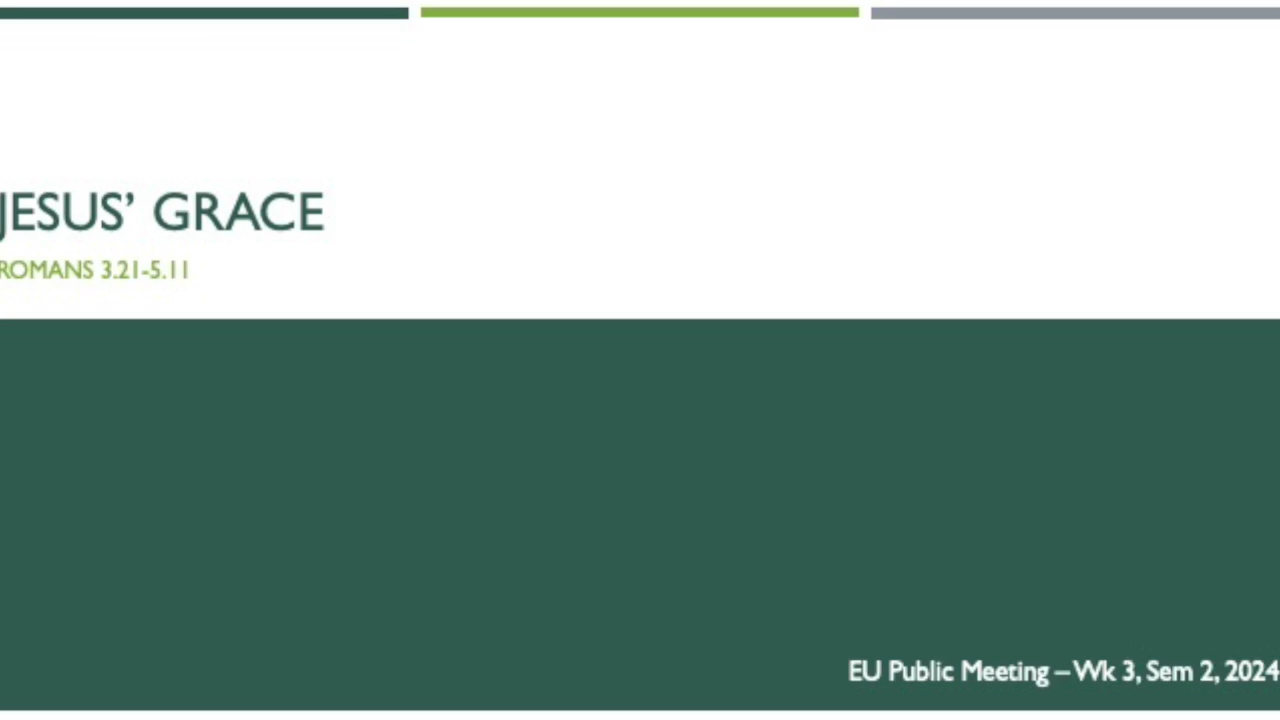 JESUS’ GRACE
ROMANS 3.21-5.11
EU Public Meeting – Wk 3, Sem 2, 2024